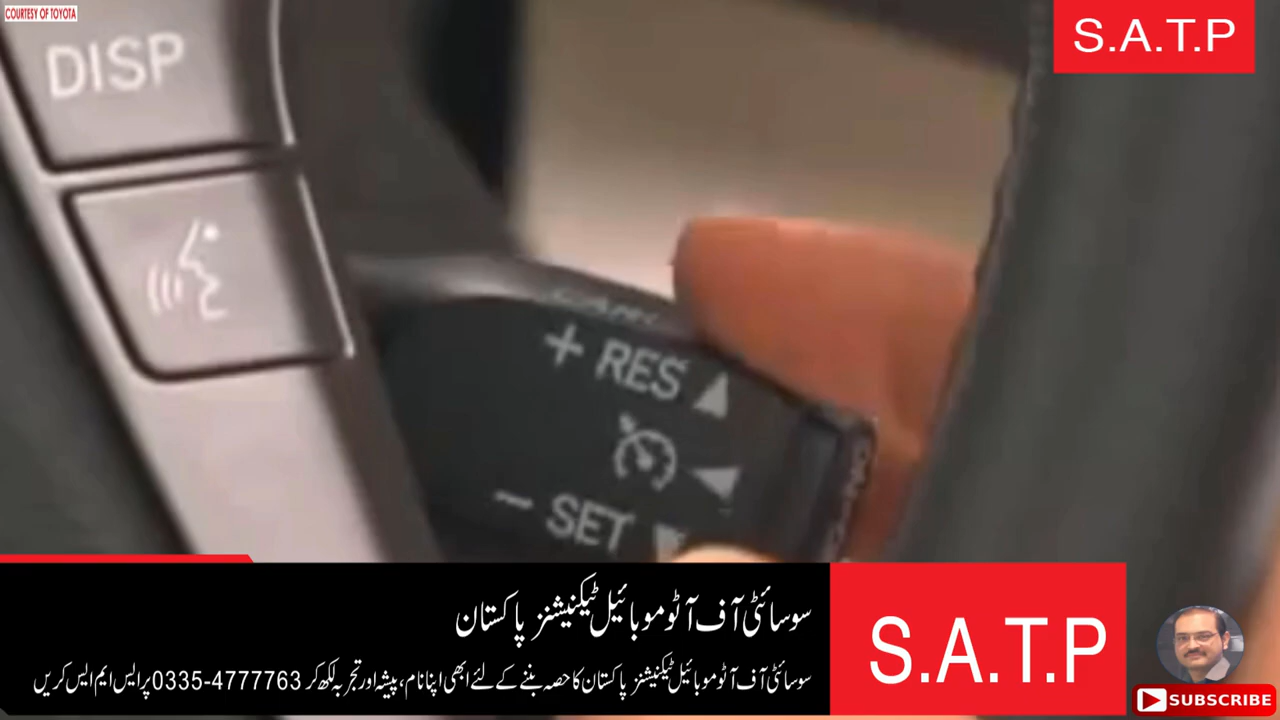 COURTESY OF TOYOTA
S.A.T.P
DISP
+ RES
- SET
سوسائٹی آف آٹوموبائیل ٹیکنیشنز پاکستان
سوسائٹی آف آٹوموبائیل ٹیکنیشنز پاکستان کا حصہ بننے کے لئے ابھی اپنا نام، پیشہ اور تجربہ لکھ کر 0335-4777763 پر ایس ایم ایس کریں
S.A.T.P
SUBSCRIBE